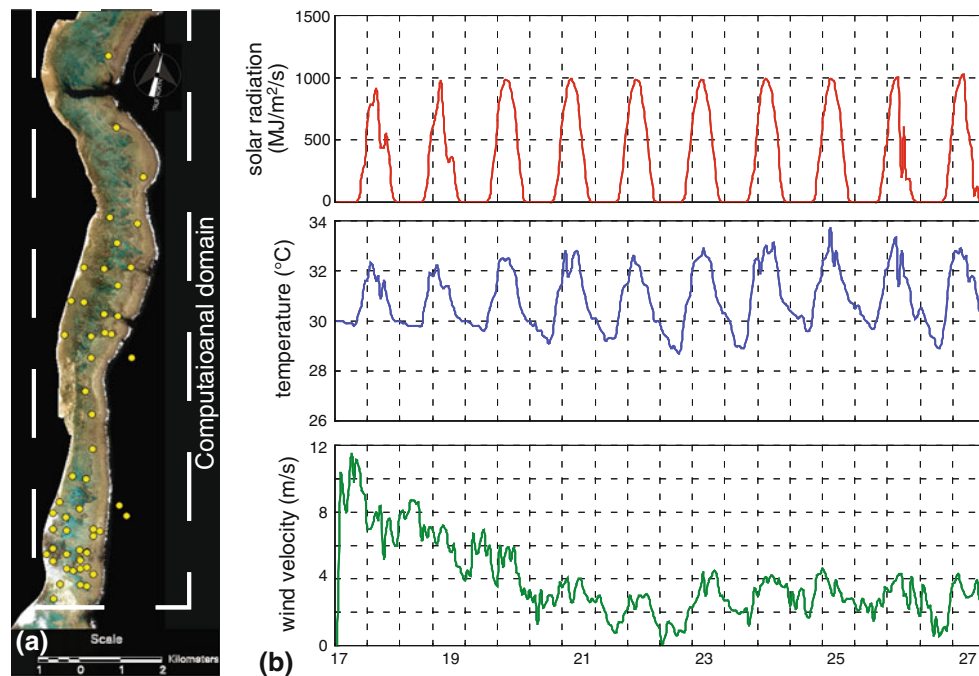 N
Computaioanal domain
(a)
Scale
1 0 1 2 Kilometers
(b)
solar radiation
(MJ/m²/s)
1500
1000
500
0
temperature (°C)
34
32
30
28
26
wind velocity (m/s)
12
8
4
0
17 19 21 23 25 27